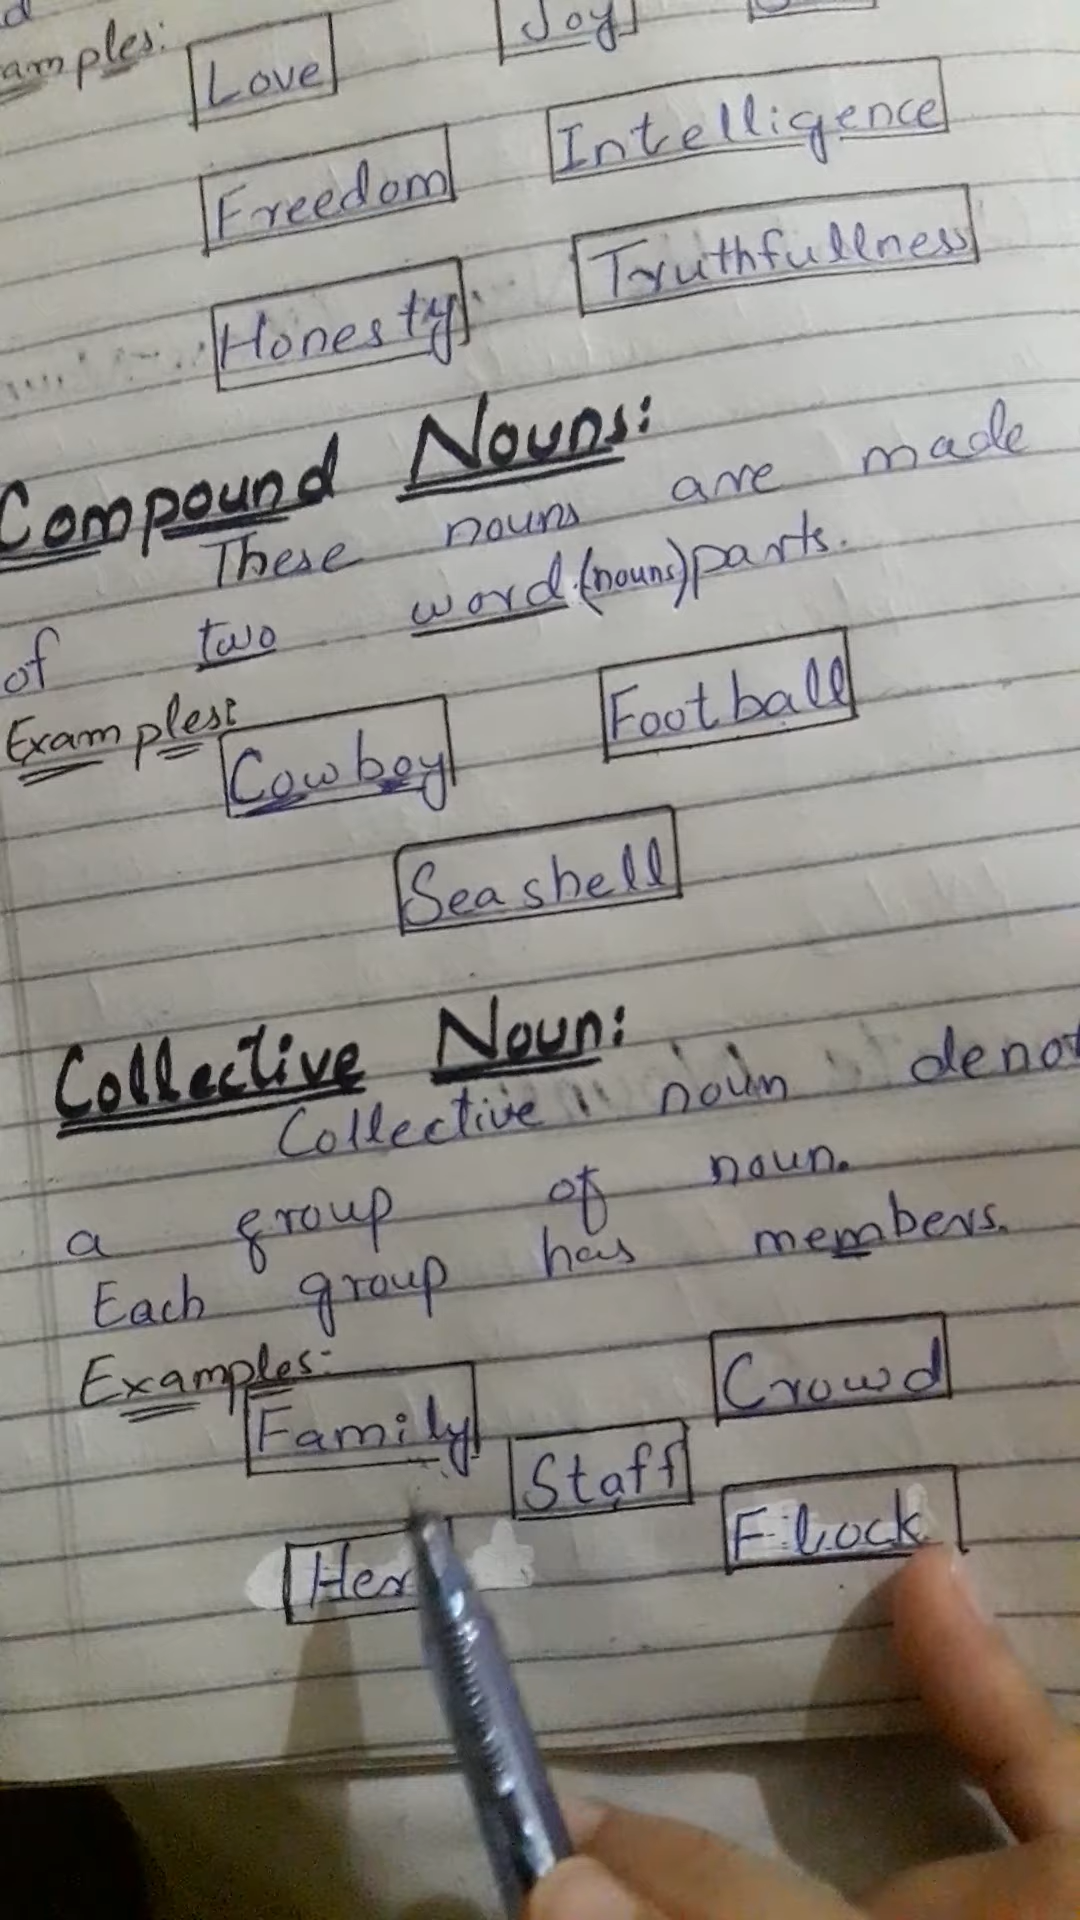 amples:
Love
Joy
Freedom
Intelligence
Honesty
Truthfullness
Compound Nouns:
These nouns are made
of two word (nouns) parts.
Examples:
Cowboy
Football
Seashell
Collective Noun:
Collective noun denot
a group of noun.
Each group has members.
Examples:
Family
Crowd
Staff
Flock